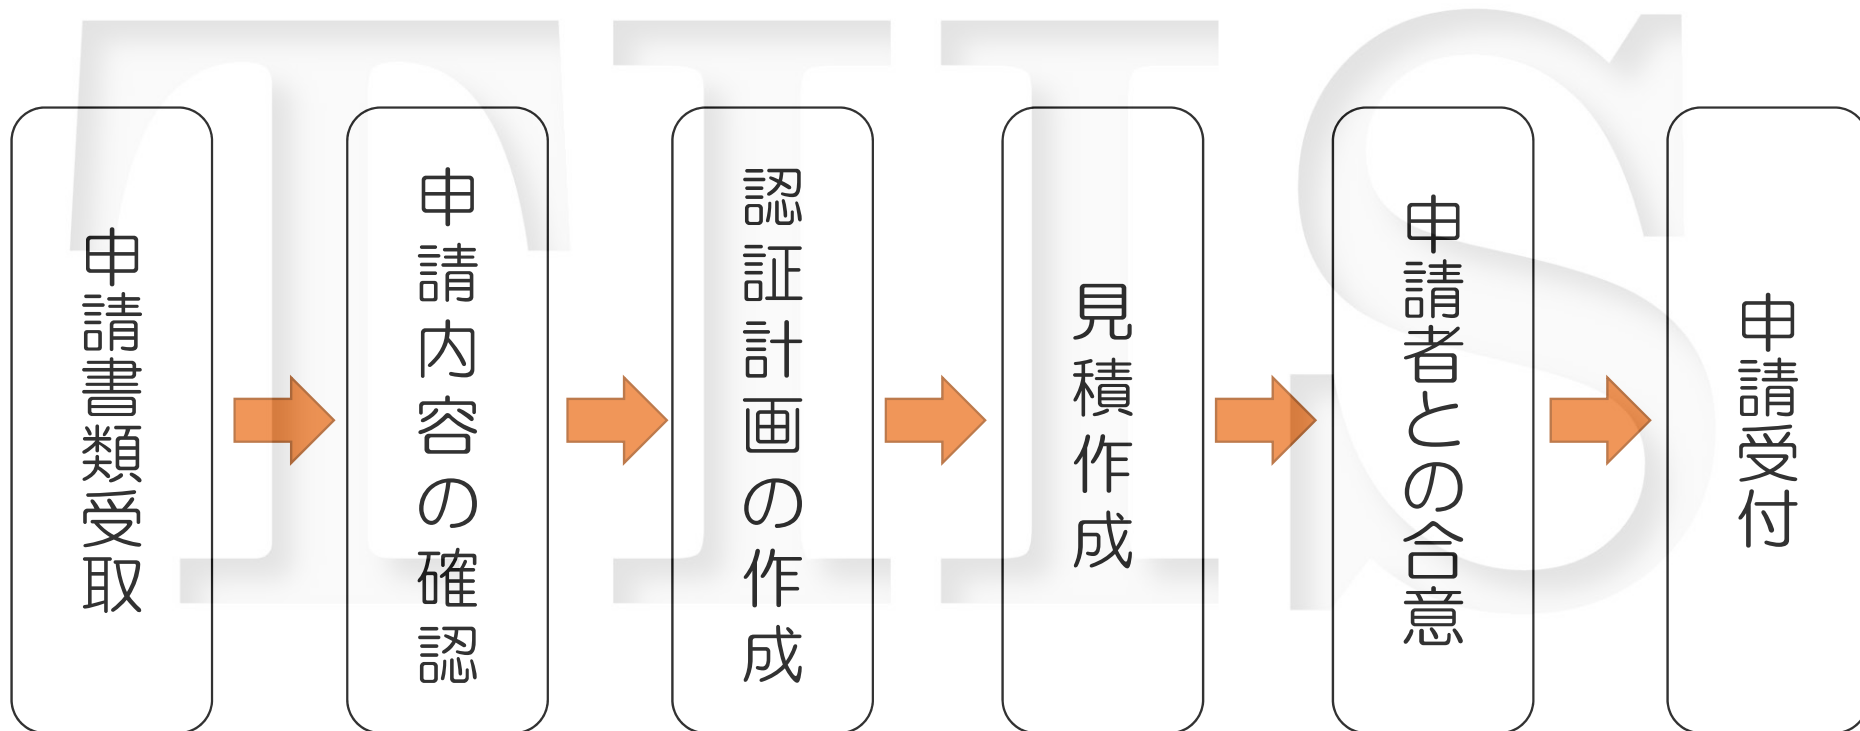 申請書類受取
申請内容の確認
認証計画の作成
見積作成
申請者との合意
申請受付
TIIS